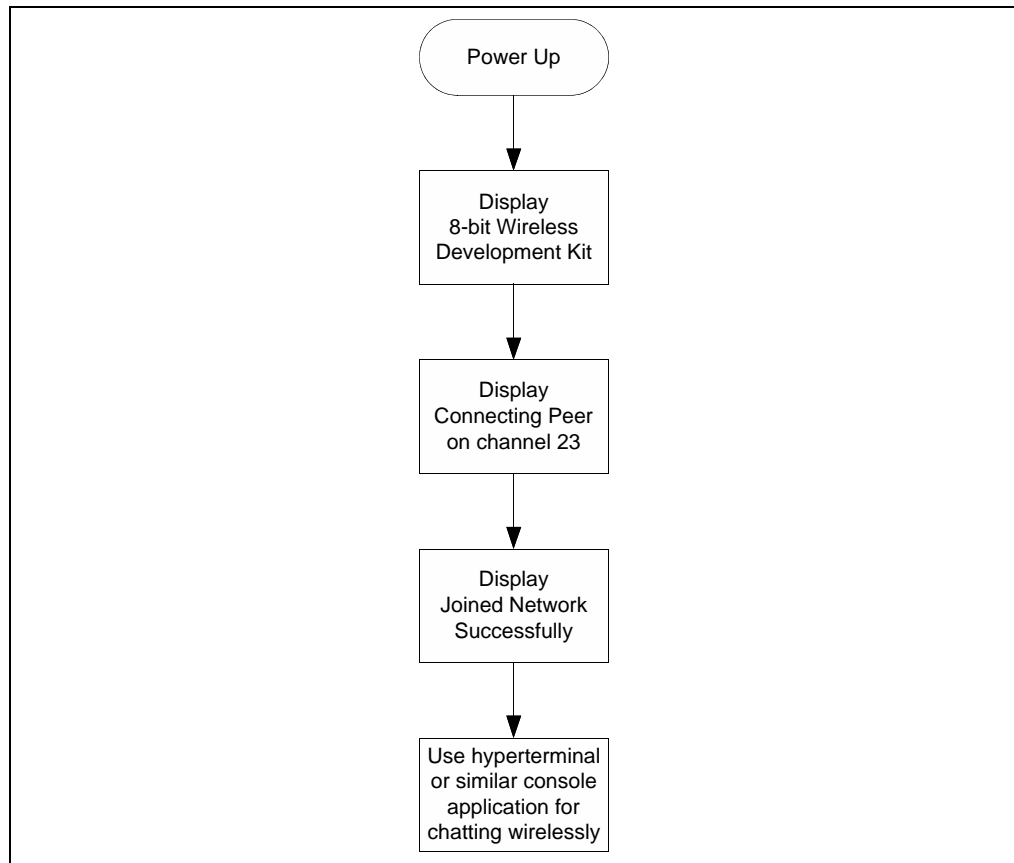 Power Up
Display
8-bit Wireless
Development Kit
Display
Connecting Peer
on channel 23
Display
Joined Network
Successfully
Use hyperterminal
or similar console
application for
chatting wirelessly